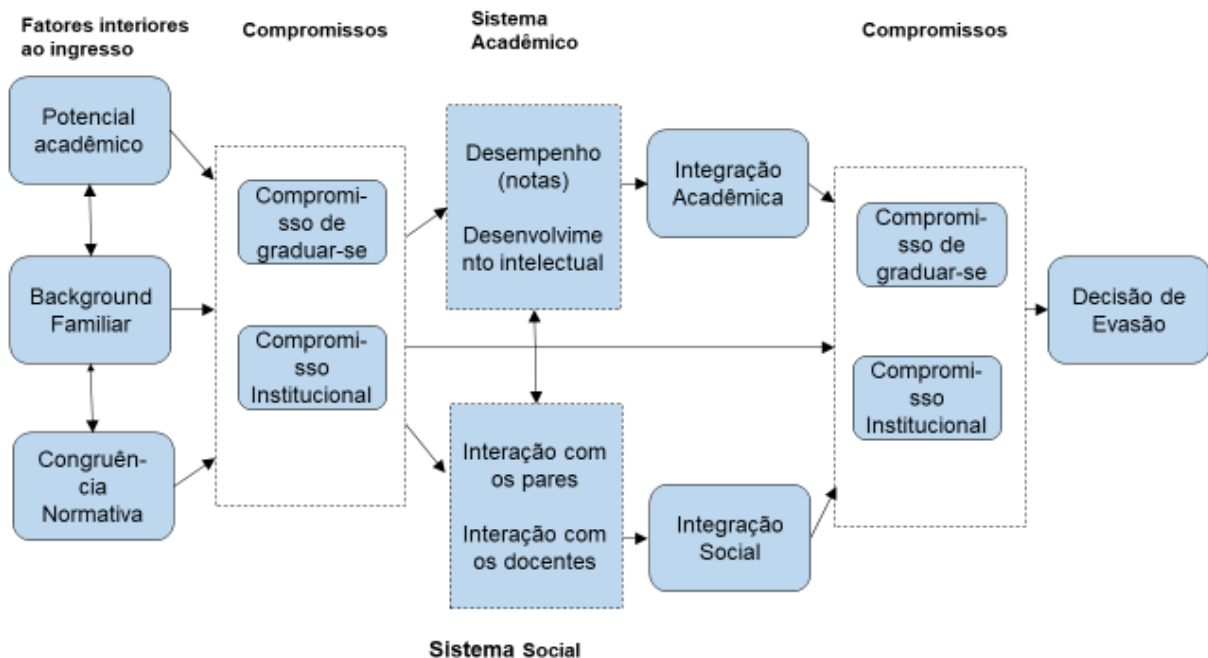 Fatores interiores
ao ingresso
Compromissos
Sistema
Acadêmico
Compromissos
Potencial
acadêmico
Background
Familiar
Congruên-
cia
Normativa
Compromi-
sso de
graduar-se
Compromi-
sso
Institucional
Desempenho
(notas)
Desenvolvime
nto intelectual
Interação com
os pares
Interação com
os docentes
Integração
Acadêmica
Integração
Social
Compromi-
sso de
graduar-se
Compromi-
sso
Institucional
Decisão de
Evasão
Sistema Social